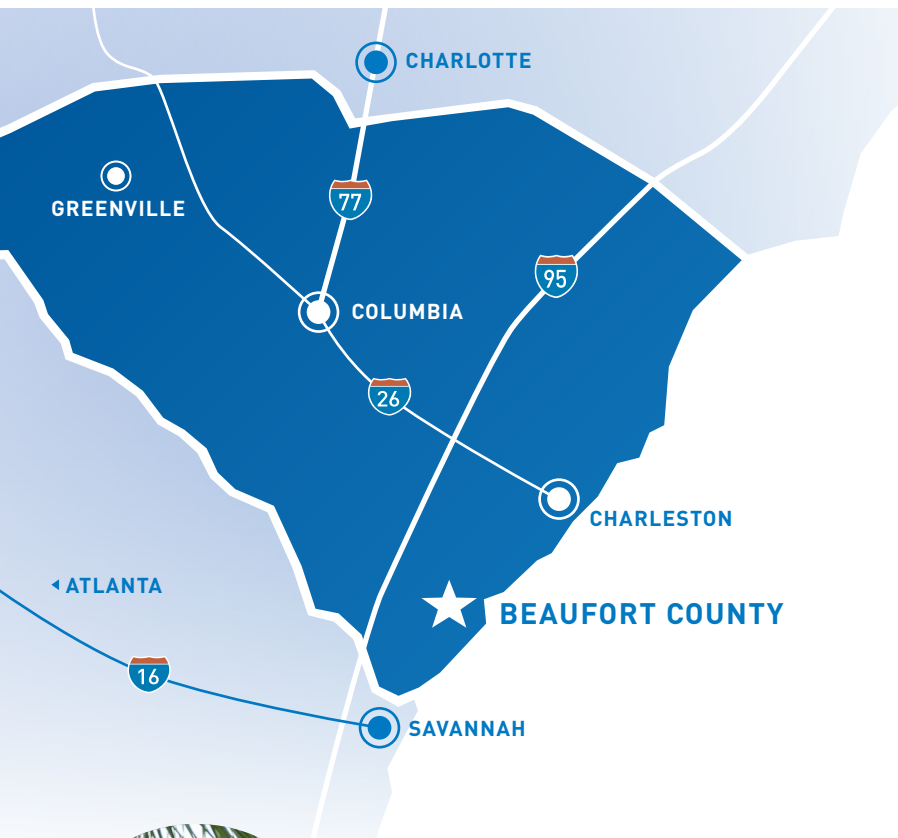 CHARLOTTE
GREENVILLE
77
95
COLUMBIA
26
CHARLESTON
ATLANTA
BEAUFORT COUNTY
16
SAVANNAH